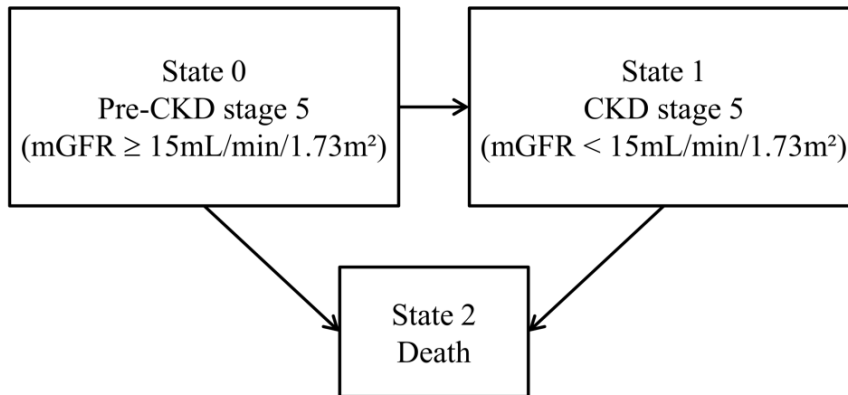 State 0
Pre-CKD stage 5
(mGFR ≥ 15mL/min/1.73m²)
State 1
CKD stage 5
(mGFR < 15mL/min/1.73m²)
State 2
Death